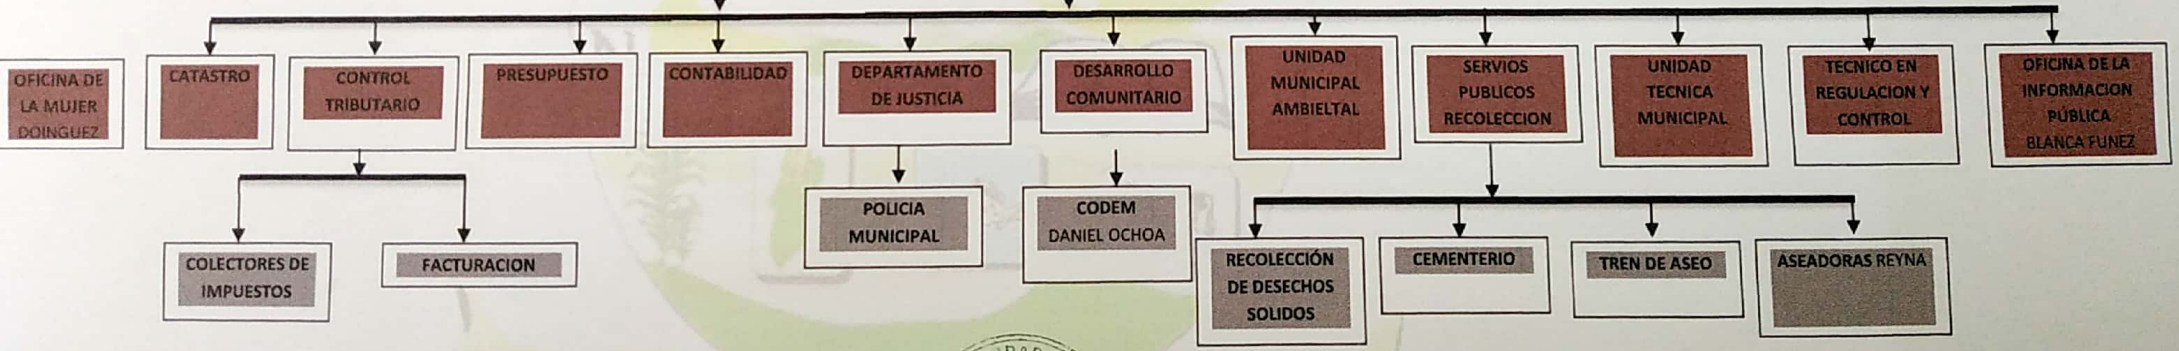 OFICINA DE
LA MUJER
DOINGUEZ
CATASTRO
CONTROL
TRIBUTARIO
PRESUPUESTO
CONTABILIDAD
DEPARTAMENTO
DE JUSTICIA
DESARROLLO
COMUNITARIO
UNIDAD
MUNICIPAL
AMBIELTAL
SERVIOS
PUBLICOS
RECOLECCION
UNIDAD
TECNICA
MUNICIPAL
TECNICO EN
REGULACION Y
CONTROL
OFICINA DE LA
INFORMACION
PÚBLICA
BLANCA FUNEZ
COLECTORES DE
IMPUESTOS
FACTURACION
POLICIA
MUNICIPAL
CODEM
DANIEL OCHOA
RECOLECCIÓN
DE DESECHOS
SOLIDOS
CEMENTERIO
TREN DE ASEO
ASEADORAS REYNA